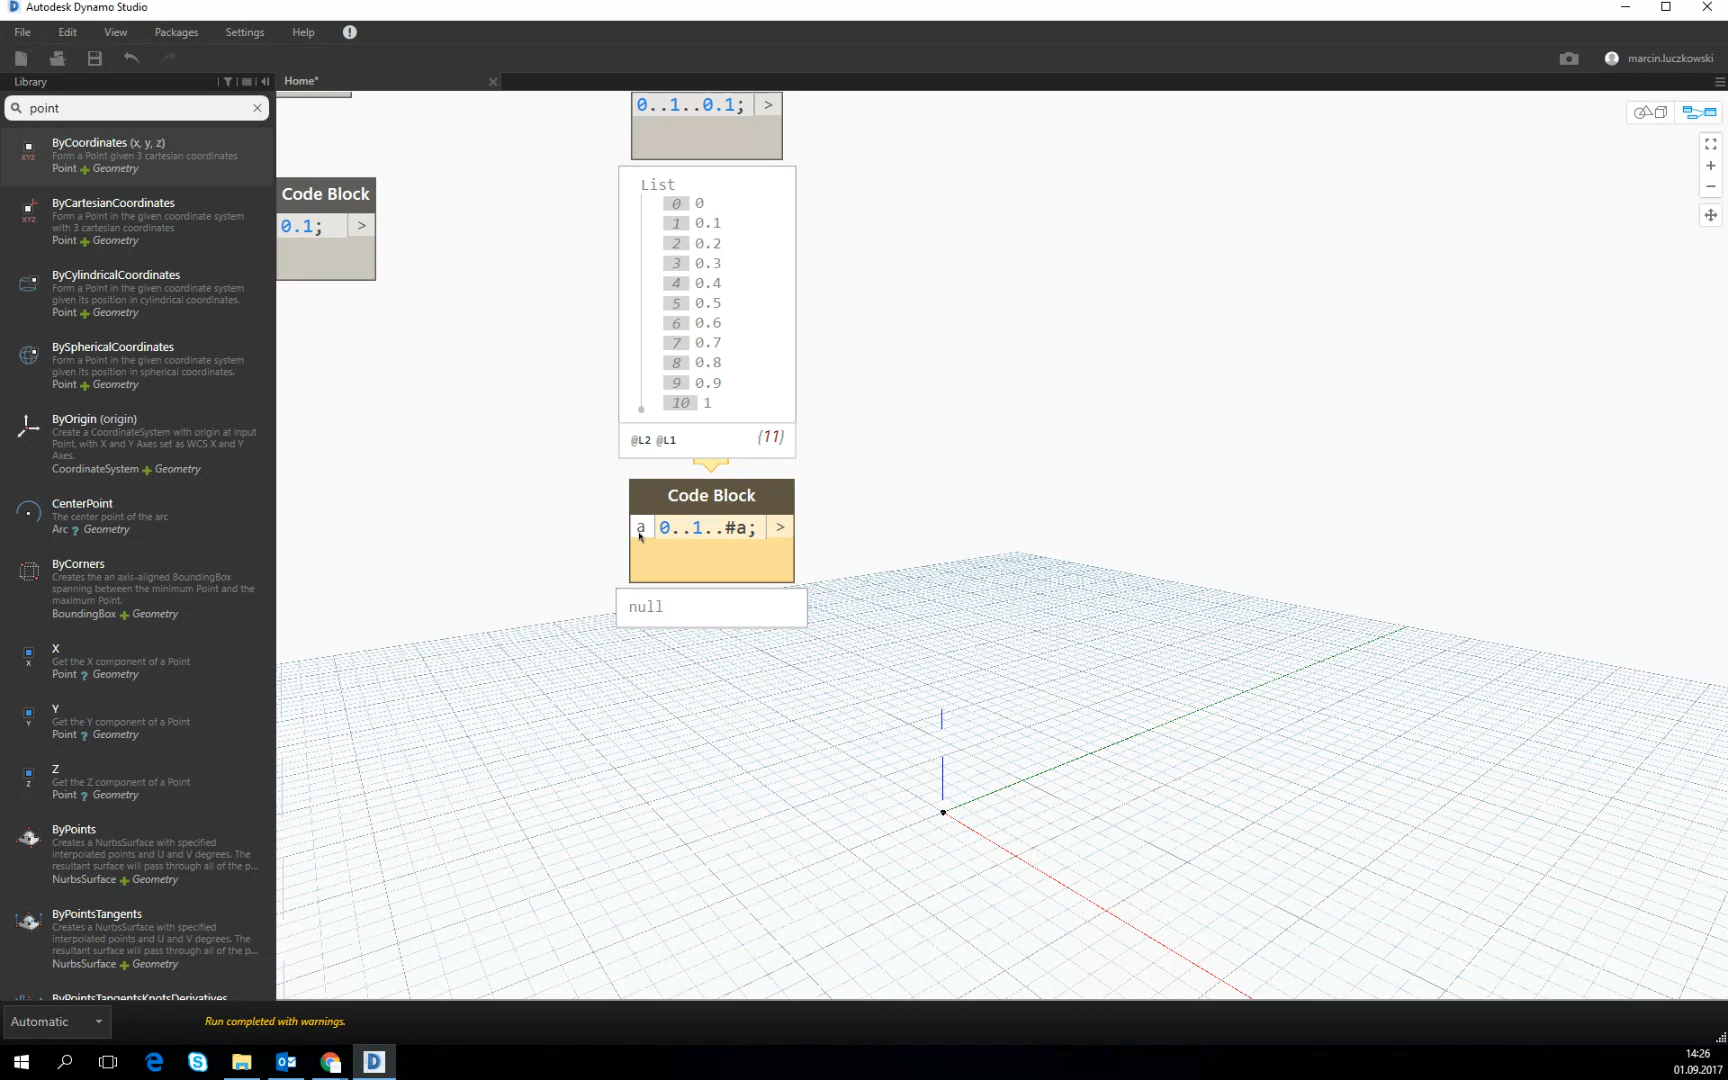 Autodesk Dynamo Studio
File Edit View Packages Settings Help
marcin.luczkowski
Library
Home*
point
ByCoordinates (x, y, z)
Form a Point given 3 cartesian coordinates
Point Geometry
ByCartesianCoordinates
Form a Point in the given coordinate system
with 3 cartesian coordinates
Point Geometry
ByCylindricalCoordinates
Form a Point in the given coordinate system
given its position in cylindrical coordinates.
Point Geometry
BySphericalCoordinates
Form a Point in the given coordinate system
given its position in spherical coordinates.
Point Geometry
ByOrigin (origin)
Create a CoordinateSystem with origin at input
Point, with X and Y Axes set as WCS X and Y
Axes.
CoordinateSystem Geometry
CenterPoint
The center point of the arc
Arc ? Geometry
ByCorners
Creates the an axis-aligned BoundingBox
spanning between the minimum Point and the
maximum Point.
BoundingBox Geometry
X
Get the X component of a Point
Point ? Geometry
Y
Get the Y component of a Point
Point ? Geometry
Z
Get the Z component of a Point
Point ? Geometry
ByPoints
Creates a NurbsSurface with specified
interpolated points and U and V degrees. The
resultant surface will pass through all of the p...
NurbsSurface Geometry
ByPointsTangents
Creates a NurbsSurface with specified
interpolated points and U and V degrees. The
resultant surface will pass through all of the p...
NurbsSurface Geometry
ByPointsTangentsKnotsDerivatives
Code Block
0.1; >
0..1..0.1; >
List
0 0
1 0.1
2 0.2
3 0.3
4 0.4
5 0.5
6 0.6
7 0.7
8 0.8
9 0.9
10 1
@L2 @L1 {11}
Code Block
a 0..1..#a; >
null
Automatic
Run completed with warnings.
14:26
01.09.2017